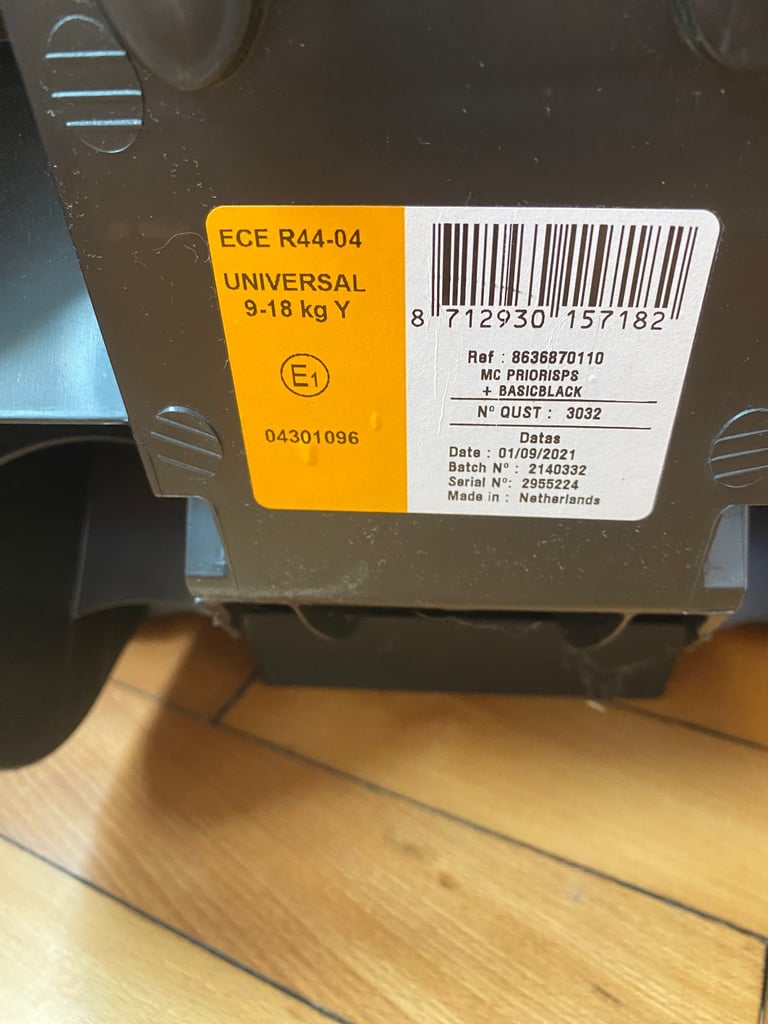 ECE R44-04
UNIVERSAL
9-18 kg Y
E1
04301096
8 712930 157182
Ref : 8636870110
MC PRIORISPS
+ BASICBLACK
N° QUST : 3032
Datas
Date : 01/09/2021
Batch N° : 2140332
Serial N°: 2955224
Made in : Netherlands